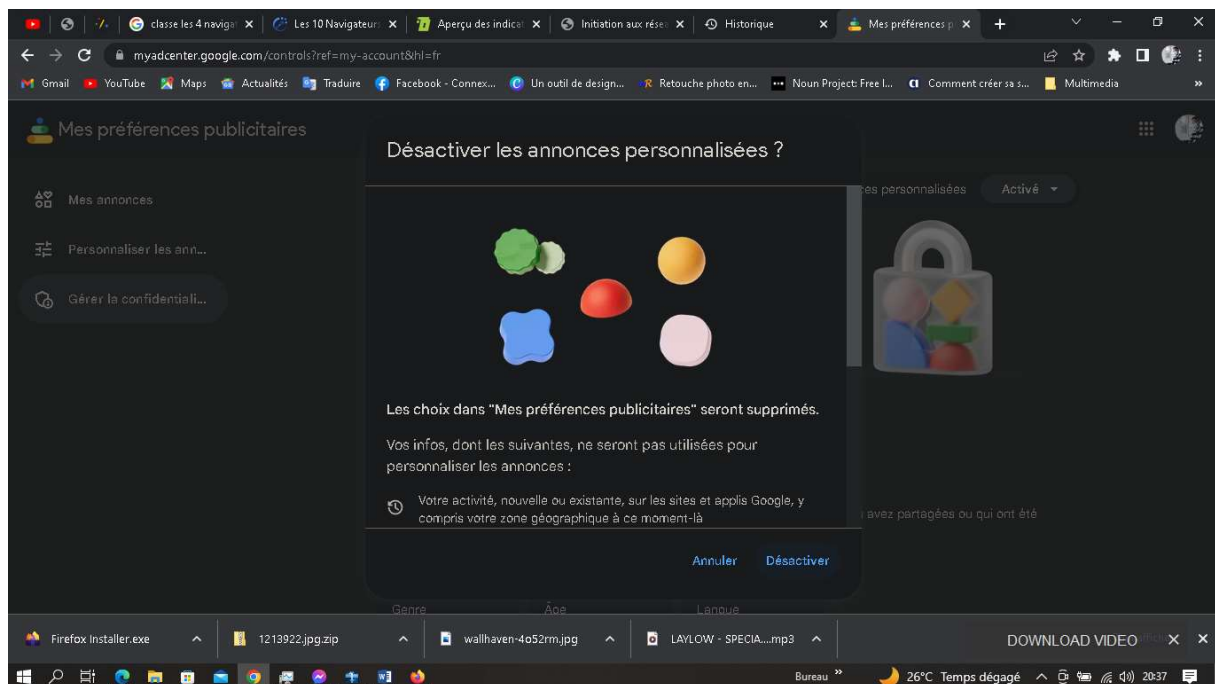 classe les 4 navigat
Les 10 Navigateur
Aperçu des indicat
Initiation aux rése
Historique
Mes préférences p
myadcenter.google.com/controls?ref=my-account&hl=fr
Gmail YouTube Maps Actualités Traduire Facebook - Connex... Un outil de design... Retouche photo en... Noun Project: Free I... Comment créer sa s... Multimedia »
Mes préférences publicitaires
Mes annonces
Personnaliser les ann...
Gérer la confidentiali...
Désactiver les annonces personnalisées ?
es personnalisées Activé
Les choix dans "Mes préférences publicitaires" seront supprimés.
Vos infos, dont les suivantes, ne seront pas utilisées pour
personnaliser les annonces :
Votre activité, nouvelle ou existante, sur les sites et applis Google, y
compris votre zone géographique à ce moment-là
avez partagées ou qui ont été
Annuler Désactiver
Genre Âge Langue
Firefox Installer.exe 1213922.jpg.zip wallhaven-4o52rm.jpg LAYLOW - SPECIA....mp3 DOWNLOAD VIDEO
Bureau » 26°C Temps dégagé 20:37